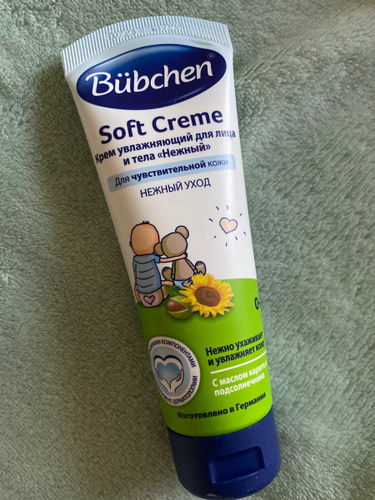 Bübchen
Soft Creme
Крем увлажняющий для лица
и тела «Нежный»
Для чувствительной кожи
НЕЖНЫЙ УХОД
Нежно ухаживает
и увлажняет кожу
С маслом карите и
подсолнечника
Изготовлено в Германии
КОМПОНЕНТАМИ